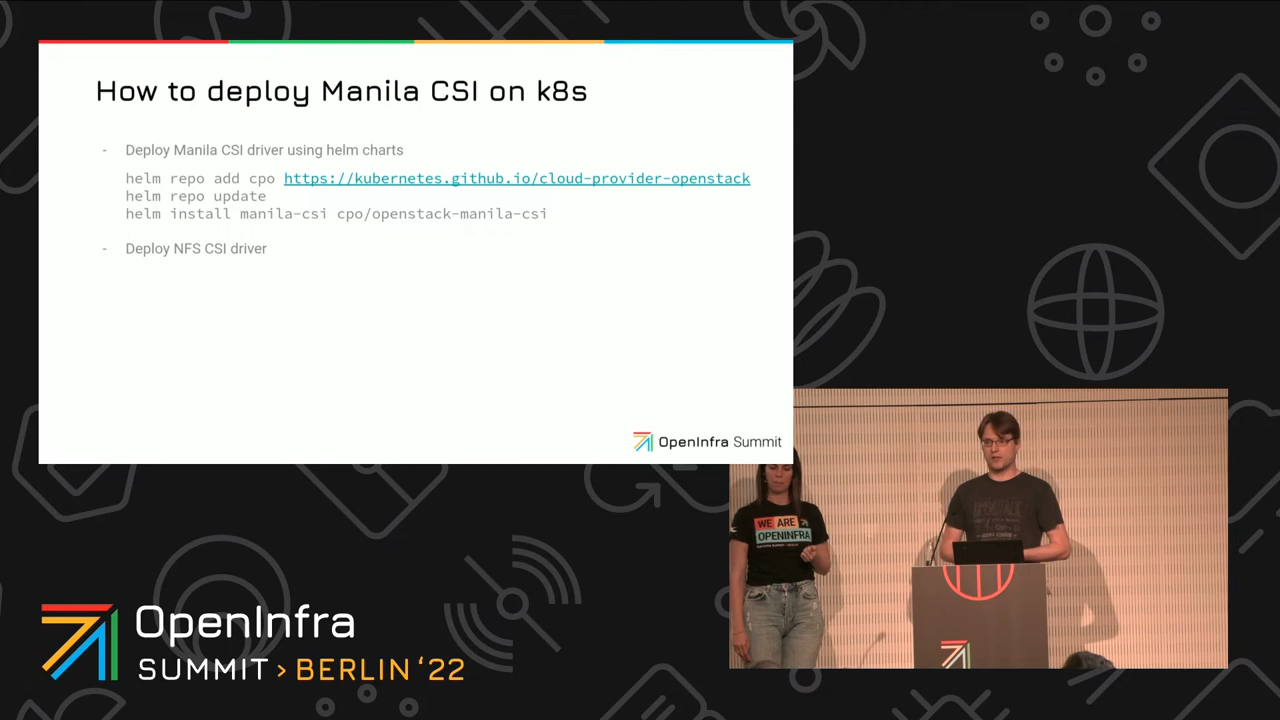 How to deploy Manila CSI on k8s
- Deploy Manila CSI driver using helm charts
helm repo add cpo https://kubernetes.github.io/cloud-provider-openstack
helm repo update
helm install manila-csi cpo/openstack-manila-csi
- Deploy NFS CSI driver
OpenInfra Summit
WE ARE
OPENINFRA
OPENSTACK
OpenInfra
SUMMIT > BERLIN ‘22